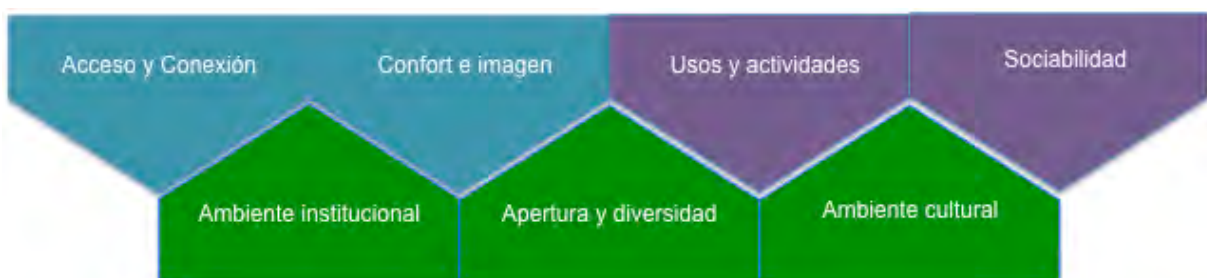 Acceso y Conexión
Confort e imagen
Usos y actividades
Sociabilidad
Ambiente institucional
Apertura y diversidad
Ambiente cultural